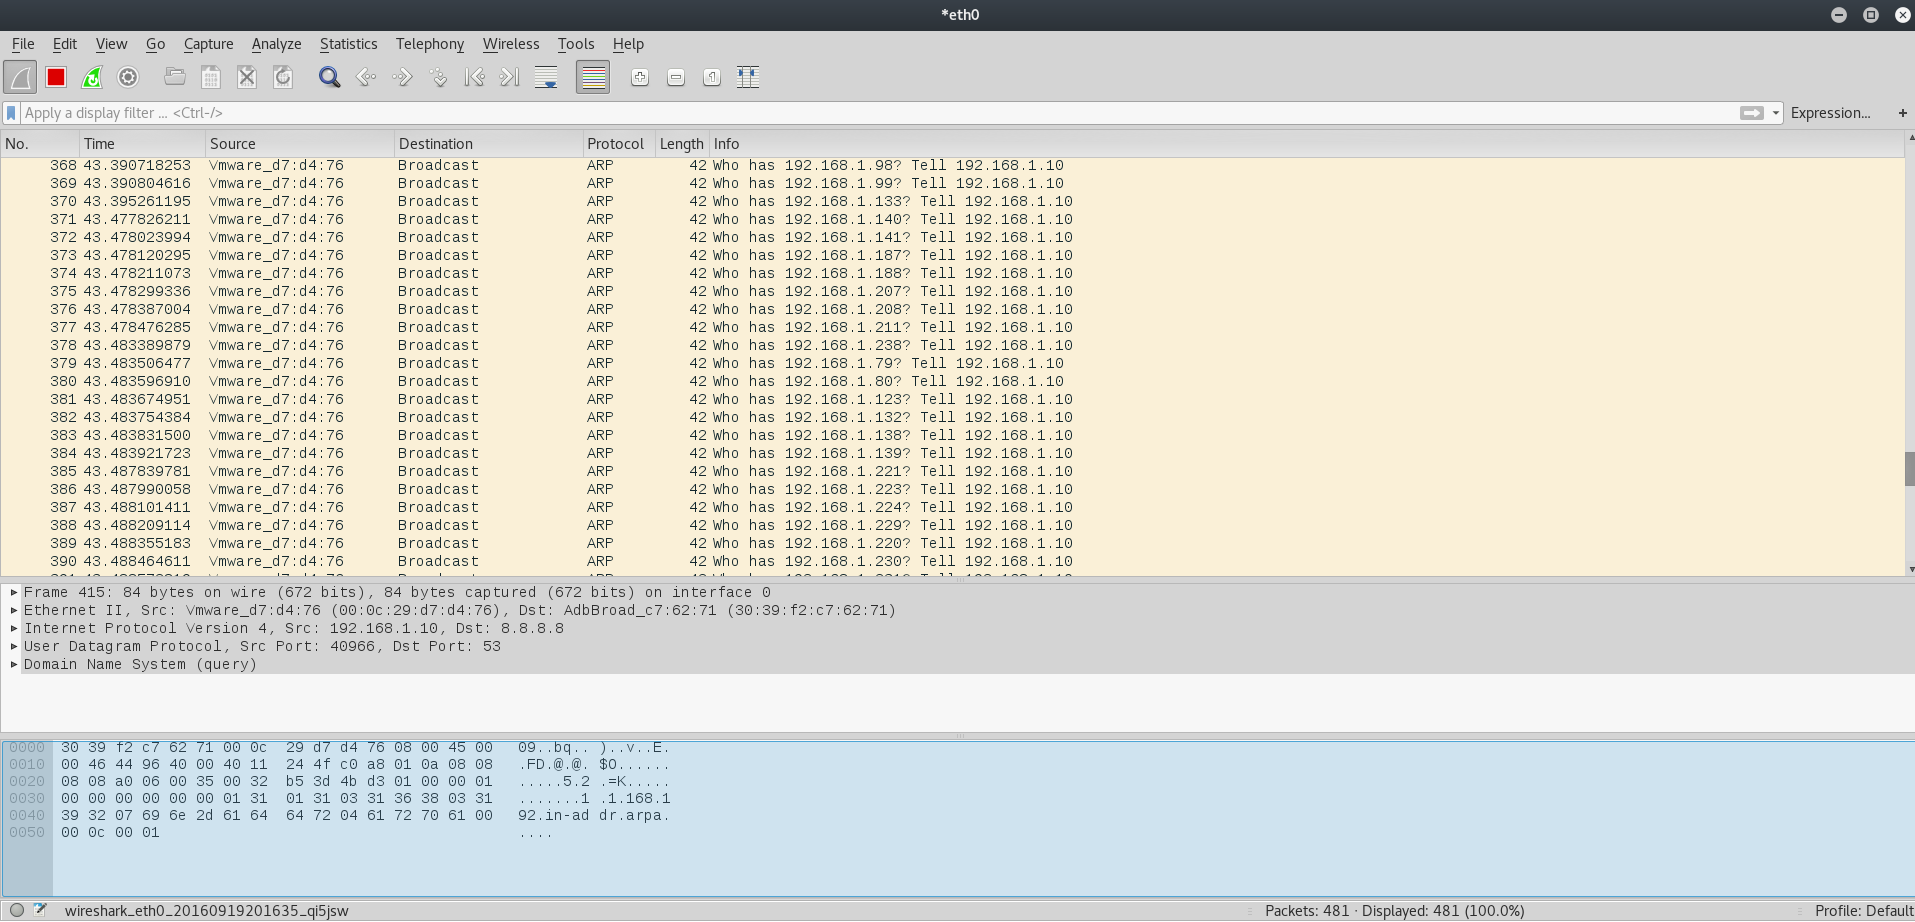 *eth0
File Edit View Go Capture Analyze Statistics Telephony Wireless Tools Help
Apply a display filter ... <Ctrl-/> Expression... +
No. Time Source Destination Protocol Length Info
368 43.390718253 Vmware_d7:d4:76 Broadcast ARP 42 Who has 192.168.1.98? Tell 192.168.1.10
369 43.390804616 Vmware_d7:d4:76 Broadcast ARP 42 Who has 192.168.1.99? Tell 192.168.1.10
370 43.395261195 Vmware_d7:d4:76 Broadcast ARP 42 Who has 192.168.1.133? Tell 192.168.1.10
371 43.477826211 Vmware_d7:d4:76 Broadcast ARP 42 Who has 192.168.1.140? Tell 192.168.1.10
372 43.478023994 Vmware_d7:d4:76 Broadcast ARP 42 Who has 192.168.1.141? Tell 192.168.1.10
373 43.478120295 Vmware_d7:d4:76 Broadcast ARP 42 Who has 192.168.1.187? Tell 192.168.1.10
374 43.478211073 Vmware_d7:d4:76 Broadcast ARP 42 Who has 192.168.1.188? Tell 192.168.1.10
375 43.478299336 Vmware_d7:d4:76 Broadcast ARP 42 Who has 192.168.1.207? Tell 192.168.1.10
376 43.478387004 Vmware_d7:d4:76 Broadcast ARP 42 Who has 192.168.1.208? Tell 192.168.1.10
377 43.478476285 Vmware_d7:d4:76 Broadcast ARP 42 Who has 192.168.1.211? Tell 192.168.1.10
378 43.483389879 Vmware_d7:d4:76 Broadcast ARP 42 Who has 192.168.1.238? Tell 192.168.1.10
379 43.483506477 Vmware_d7:d4:76 Broadcast ARP 42 Who has 192.168.1.79? Tell 192.168.1.10
380 43.483596910 Vmware_d7:d4:76 Broadcast ARP 42 Who has 192.168.1.80? Tell 192.168.1.10
381 43.483674951 Vmware_d7:d4:76 Broadcast ARP 42 Who has 192.168.1.123? Tell 192.168.1.10
382 43.483754384 Vmware_d7:d4:76 Broadcast ARP 42 Who has 192.168.1.132? Tell 192.168.1.10
383 43.483831500 Vmware_d7:d4:76 Broadcast ARP 42 Who has 192.168.1.138? Tell 192.168.1.10
384 43.483921723 Vmware_d7:d4:76 Broadcast ARP 42 Who has 192.168.1.139? Tell 192.168.1.10
385 43.487839781 Vmware_d7:d4:76 Broadcast ARP 42 Who has 192.168.1.221? Tell 192.168.1.10
386 43.487990058 Vmware_d7:d4:76 Broadcast ARP 42 Who has 192.168.1.223? Tell 192.168.1.10
387 43.488101411 Vmware_d7:d4:76 Broadcast ARP 42 Who has 192.168.1.224? Tell 192.168.1.10
388 43.488209114 Vmware_d7:d4:76 Broadcast ARP 42 Who has 192.168.1.229? Tell 192.168.1.10
389 43.488355183 Vmware_d7:d4:76 Broadcast ARP 42 Who has 192.168.1.220? Tell 192.168.1.10
390 43.488464611 Vmware_d7:d4:76 Broadcast ARP 42 Who has 192.168.1.230? Tell 192.168.1.10
Frame 415: 84 bytes on wire (672 bits), 84 bytes captured (672 bits) on interface 0
Ethernet II, Src: Vmware_d7:d4:76 (00:0c:29:d7:d4:76), Dst: AdbBroad_c7:62:71 (30:39:f2:c7:62:71)
Internet Protocol Version 4, Src: 192.168.1.10, Dst: 8.8.8.8
User Datagram Protocol, Src Port: 40966, Dst Port: 53
Domain Name System (query)
0000 30 39 f2 c7 62 71 00 0c 29 d7 d4 76 08 00 45 00 09..bq.. )..v..E.
0010 00 46 44 96 40 00 40 11 24 4f c0 a8 01 0a 08 08 .FD.@.@. $O......
0020 08 08 a0 06 00 35 00 32 b5 3d 4b d3 01 00 00 01 .....5.2 .=K.....
0030 00 00 00 00 00 00 01 31 01 31 03 31 36 38 03 31 .......1 .1.168.1
0040 39 32 07 69 6e 2d 61 64 64 72 04 61 72 70 61 00 92.in-ad dr.arpa.
0050 00 0c 00 01 ....
wireshark_eth0_20160919201635_qi5jsw Packets: 481 · Displayed: 481 (100.0%) Profile: Default